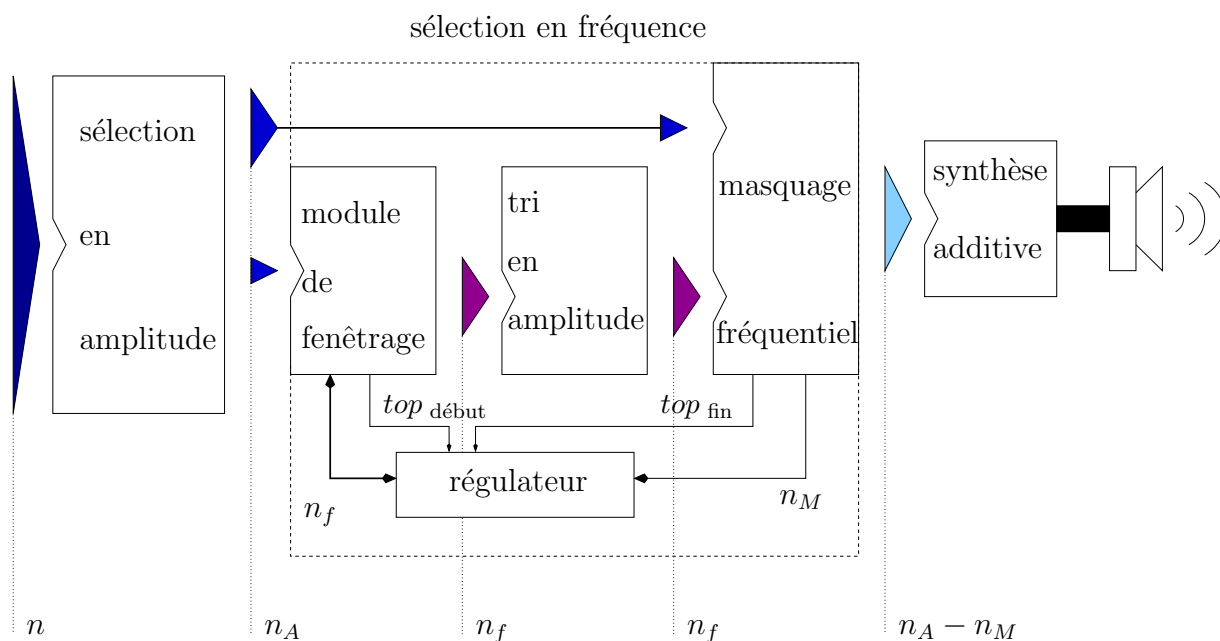 sélection en fréquence
sélection
en
amplitude
module
de
fenêtrage
tri
en
amplitude
masquage
fréquentiel
synthèse
additive
top début
top fin
régulateur
n_f
n_M
n
n_A
n_f
n_f
n_A − n_M